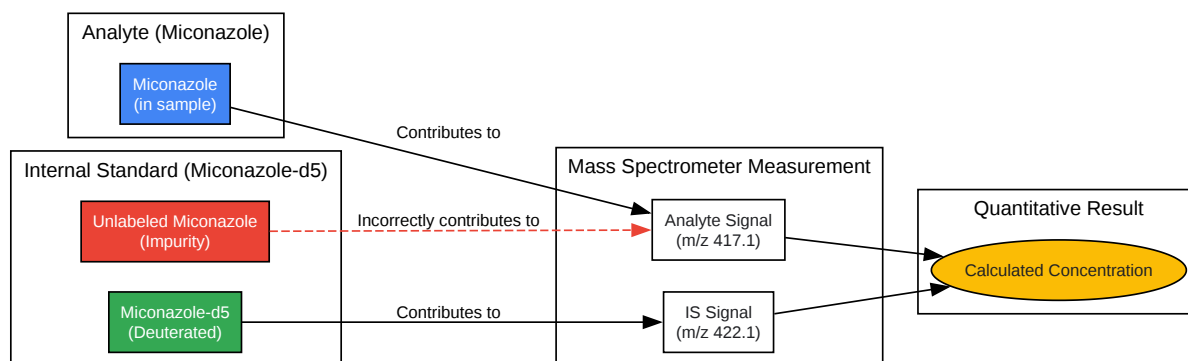 Analyte (Miconazole)
Miconazole
(in sample)
Contributes to
Internal Standard (Miconazole-d5)
Unlabeled Miconazole
(Impurity)
Incorrectly contributes to
Miconazole-d5
(Deuterated)
Contributes to
Mass Spectrometer Measurement
Analyte Signal
(m/z 417.1)
IS Signal
(m/z 422.1)
Quantitative Result
Calculated Concentration